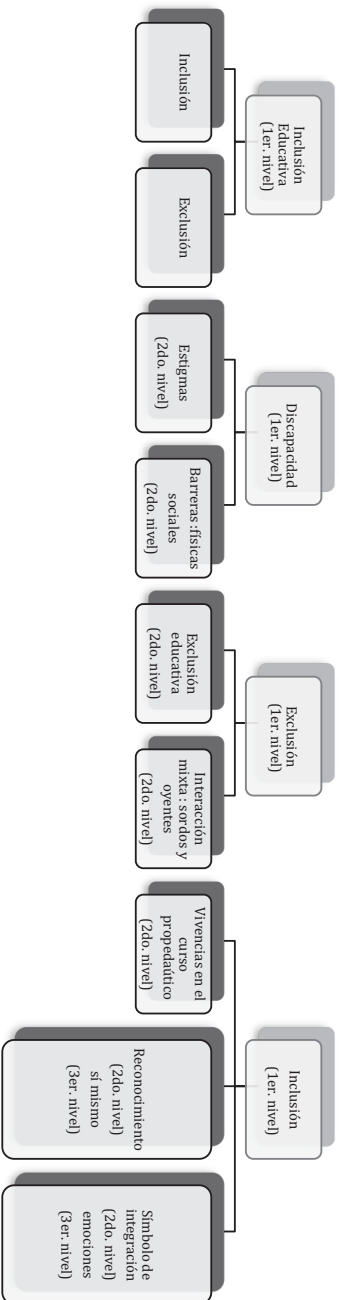 Inclusión
Educativa
(1er. nivel)
Inclusión
Exclusión
Discapacidad
(1er. nivel)
Estigmas
(2do. nivel)
Barreras :físicas
sociales
(2do. nivel)
Exclusión
(1er. nivel)
Exclusión
educativa
(2do. nivel)
Interacción
mixta : sordos y
oyentes
(2do. nivel)
Inclusión
(1er. nivel)
Vivencias en el
curso
propedaútico
(2do. nivel)
Reconocimiento
(2do. nivel)
sí mismo
(3er. nivel)
Símbolo de
integración
(2do. nivel)
emociones
(3er. nivel)